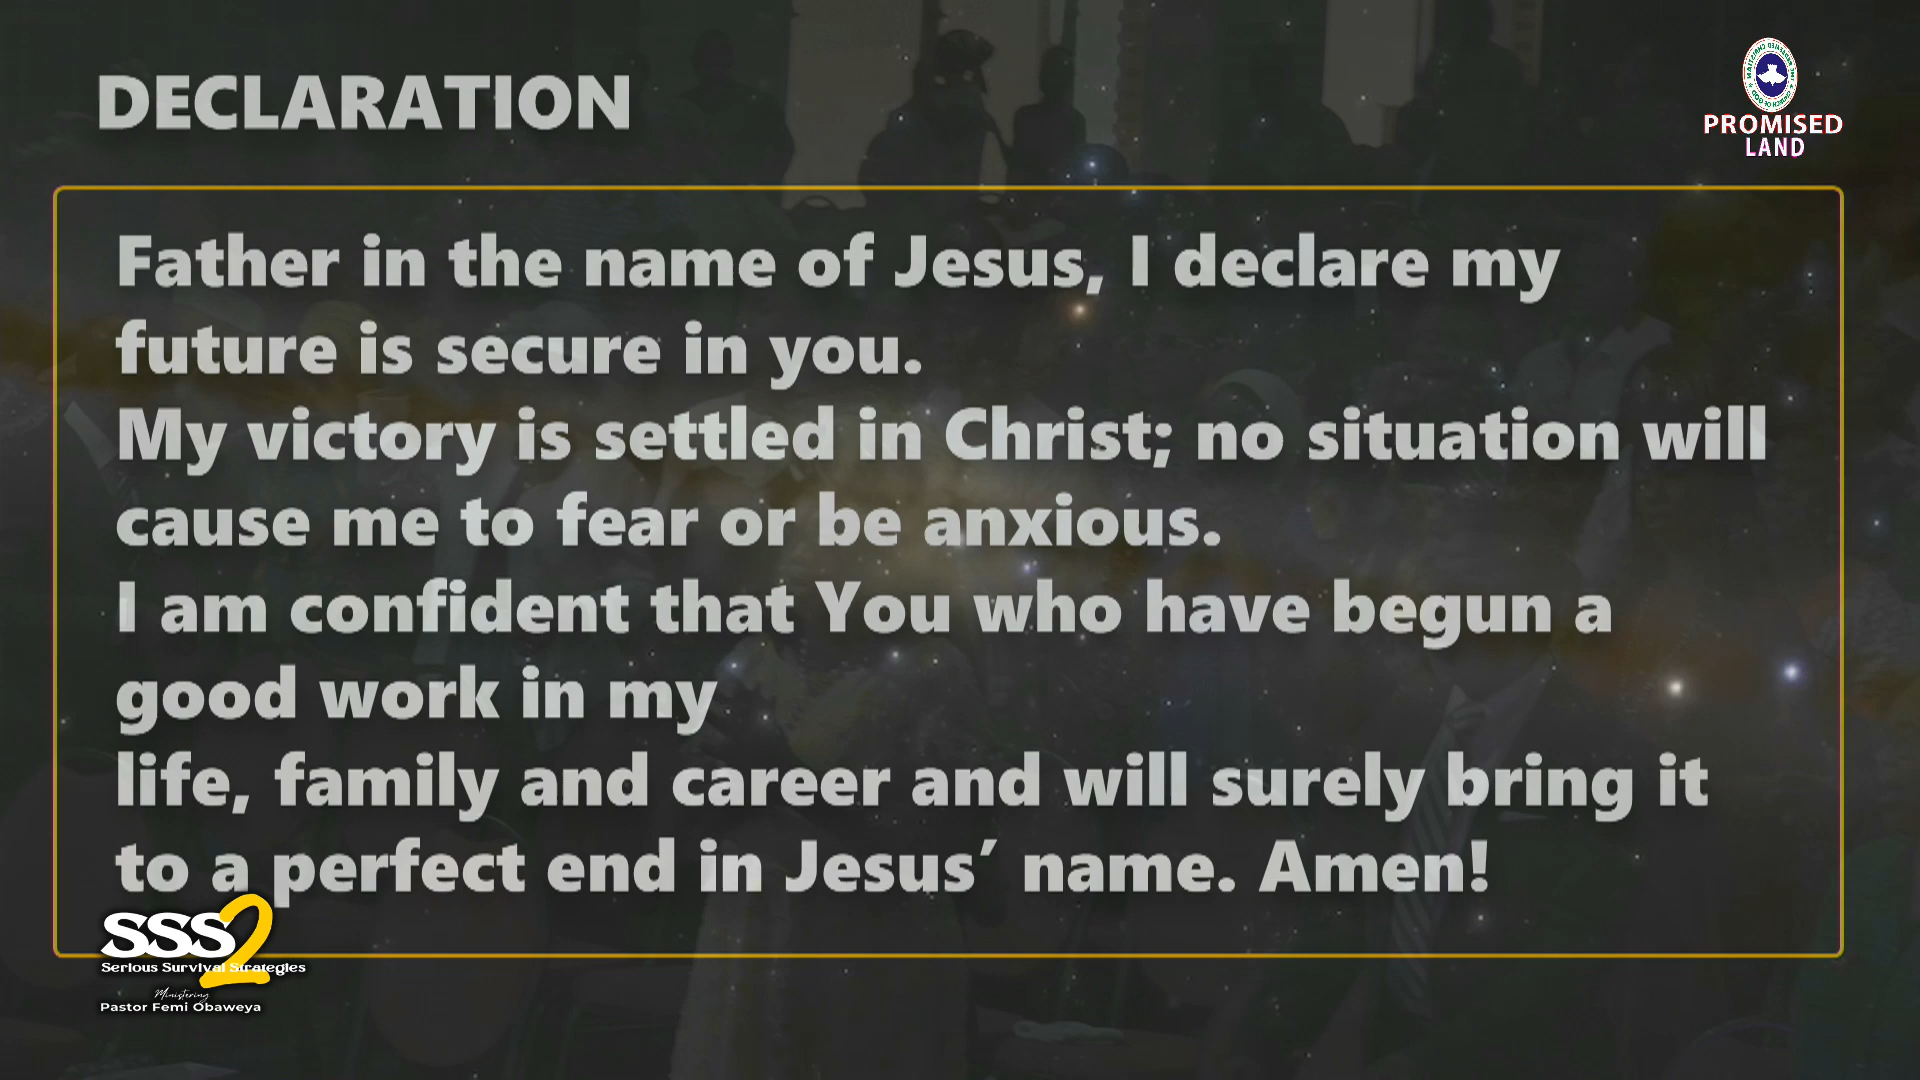 DECLARATION
PROMISED
LAND
Father in the name of Jesus, I declare my
future is secure in you.
My victory is settled in Christ; no situation will
cause me to fear or be anxious.
I am confident that You who have begun a
good work in my
life, family and career and will surely bring it
to a perfect end in Jesus’ name. Amen!
SSS2
Serious Survival Strategies
Ministering
Pastor Femi Obaweya